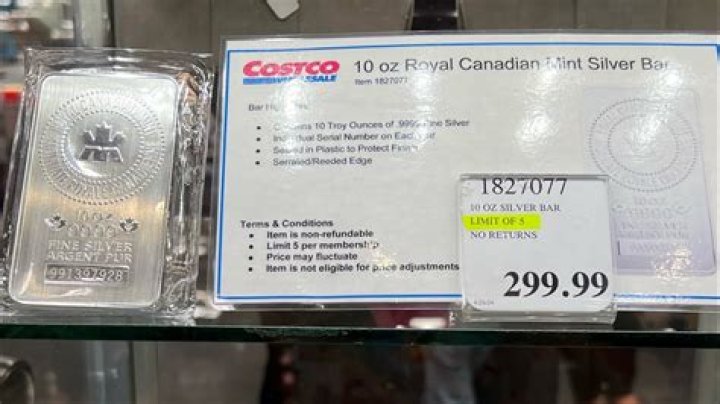 10 OZ
9999
FINE SILVER
ARGENT PUR
991397928
COSTCO
WHOLESALE
10 oz Royal Canadian Mint Silver Bar
Item 1827077
Bar
10 Troy Ounces of .9999 Fine Silver
Individual Serial Number on Each
Sealed in Plastic to Protect Finish
Serrated/Reeded Edge
Terms & Conditions
Item is non-refundable
Limit 5 per membership
Price may fluctuate
Item is not eligible for price adjustments
1827077
10 OZ SILVER BAR
LIMIT OF 5
NO RETURNS
299.99